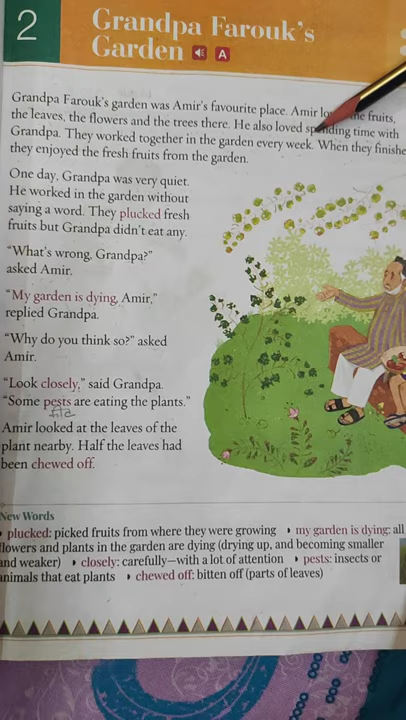 2
Grandpa Farouk's
Garden
A
Grandpa Farouk's garden was Amir's favourite place. Amir fruits,
the leaves, the flowers and the trees there. He also loved spending time with
Grandpa. They worked together in the garden every week. When they finishe
they enjoyed the fresh fruits from the garden.
One day, Grandpa was very quiet.
He worked in the garden without
saying a word. They plucked fresh
fruits but Grandpa didn't eat any.
"What's wrong, Grandpa?"
asked Amir.
"My garden is dying, Amir,"
replied Grandpa.
"Why do you think so?" asked
Amir.
"Look closely," said Grandpa.
"Some pests are eating the plants."
Amir looked at the leaves of the
plant nearby. Half the leaves had
been chewed off.
New Words
plucked: picked fruits from where they were growing • my garden is dying: all
flowers and plants in the garden are dying (drying up, and becoming smaller
and weaker) • closely: carefully—with a lot of attention • pests: insects or
animals that eat plants • chewed off: bitten off (parts of leaves)